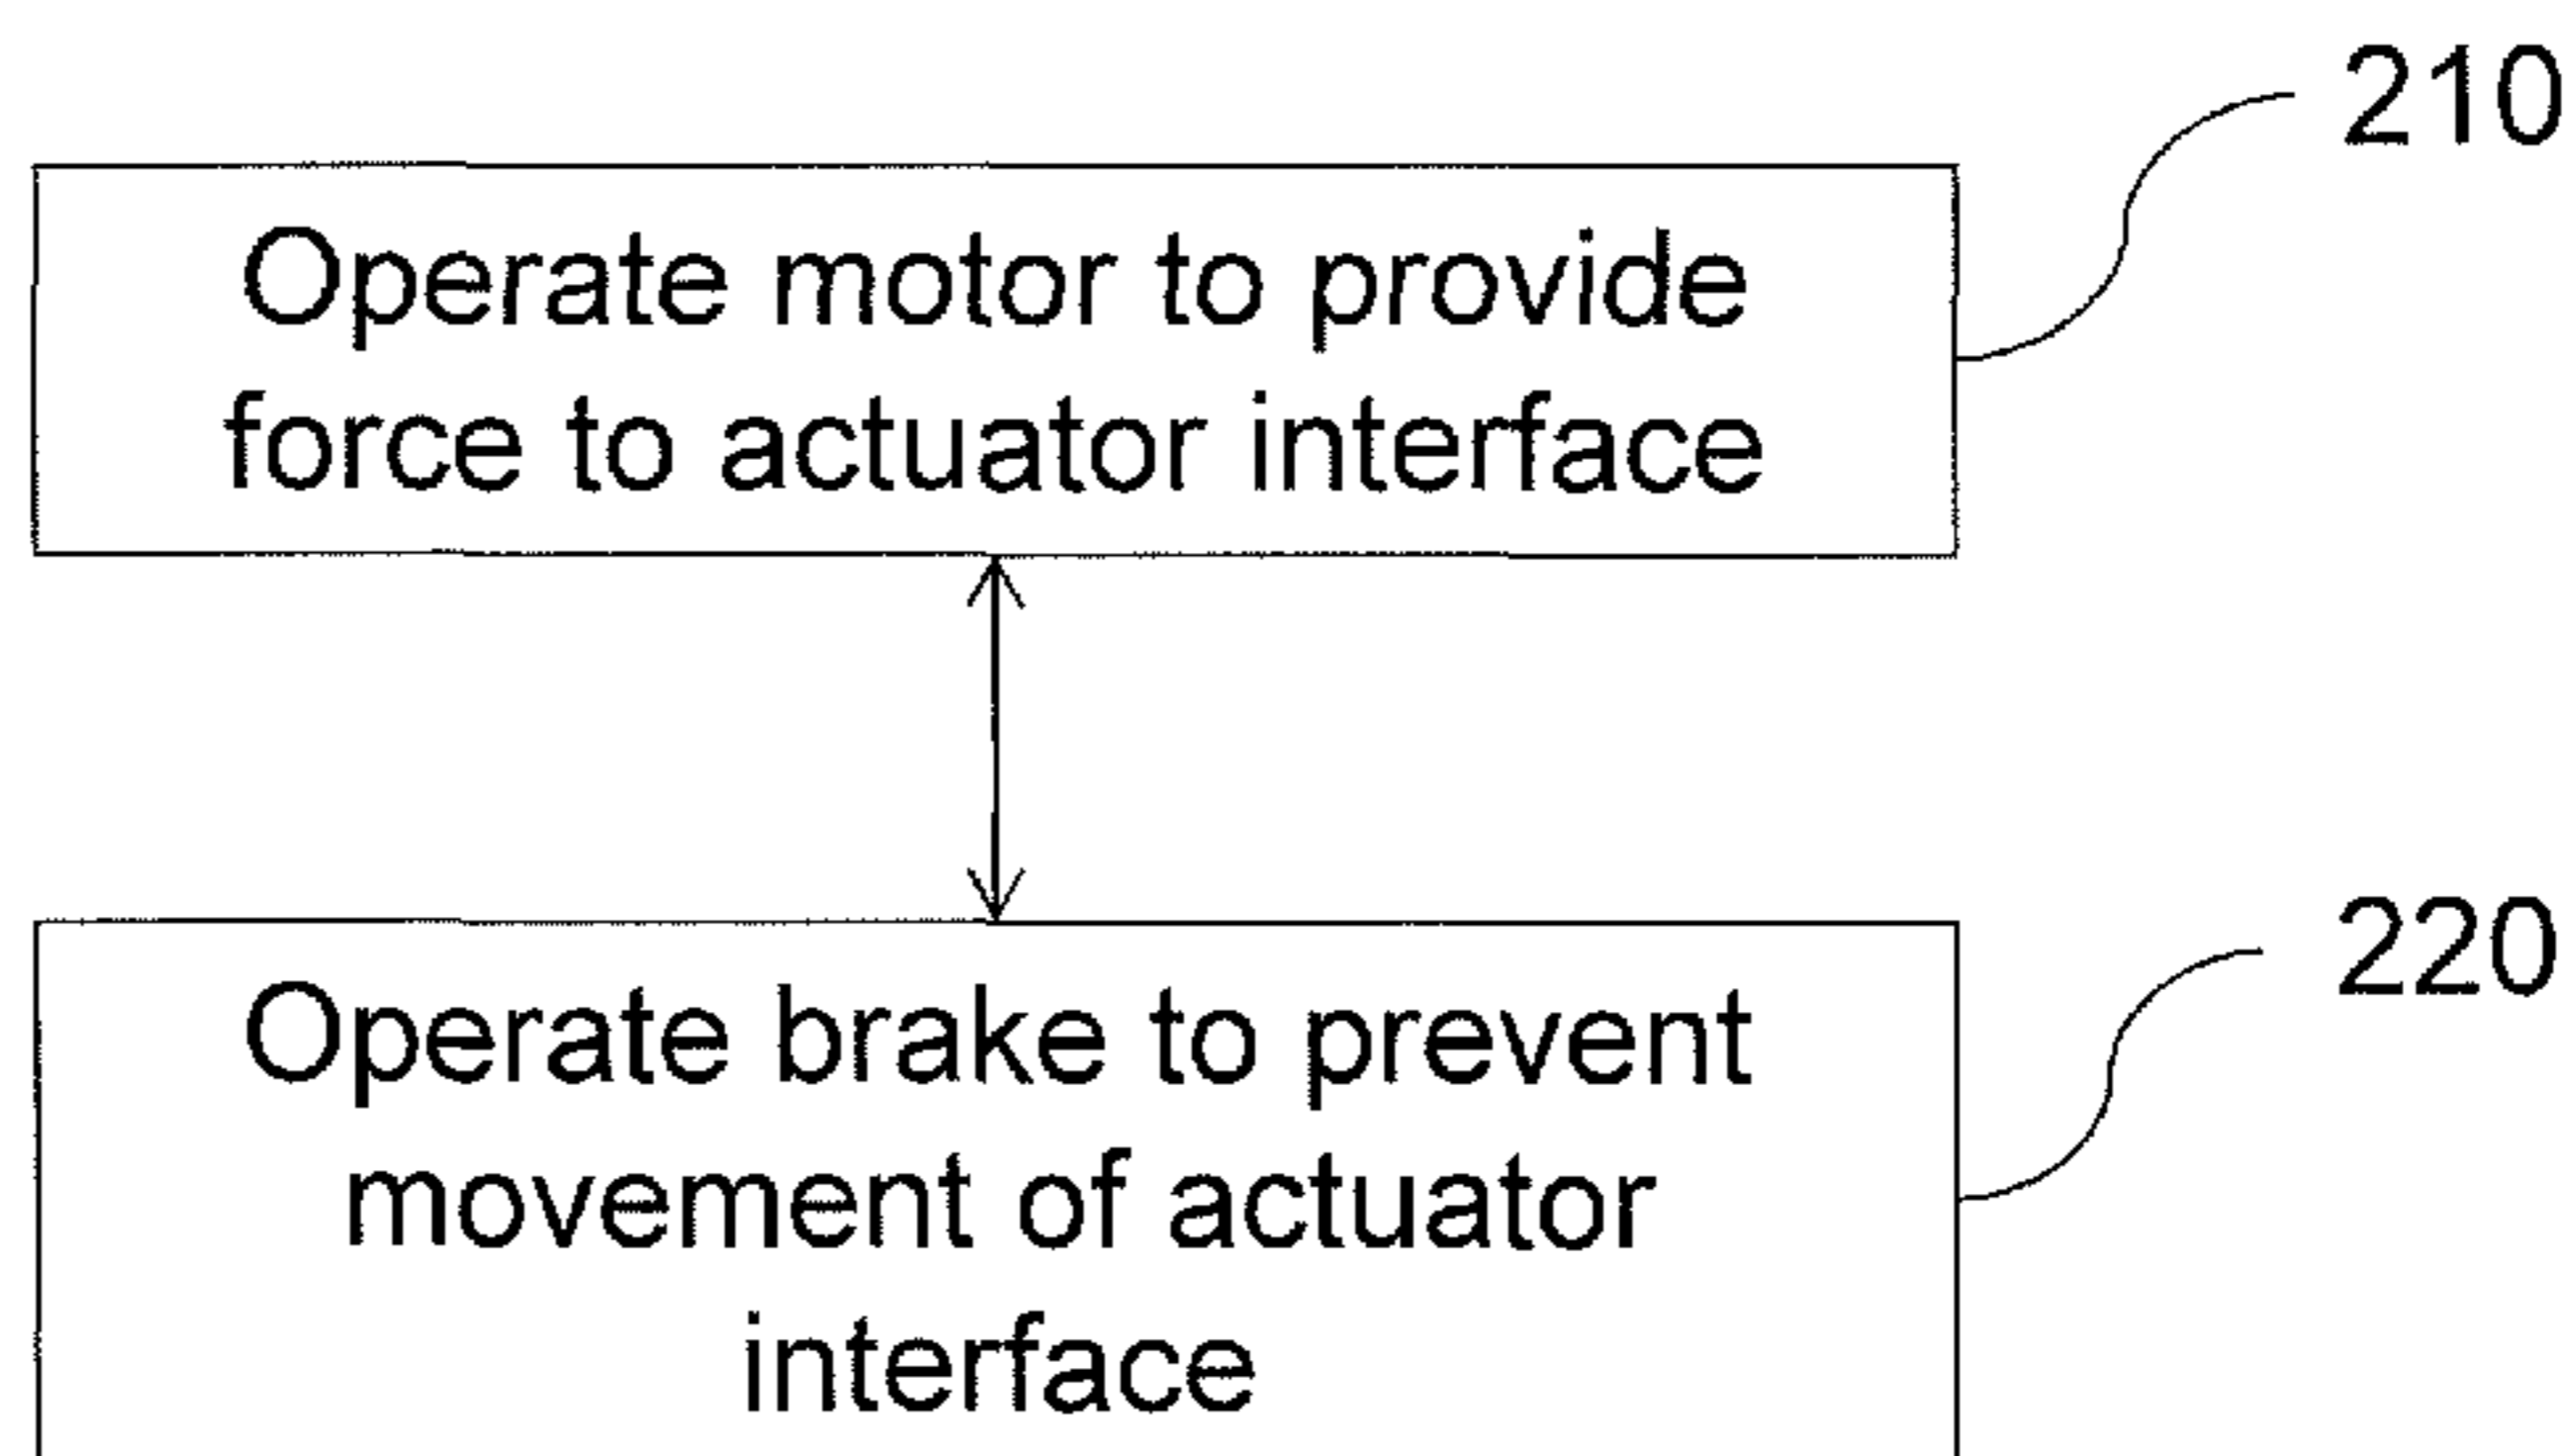 210
Operate motor to provide
force to actuator interface
220
Operate brake to prevent
movement of actuator
interface